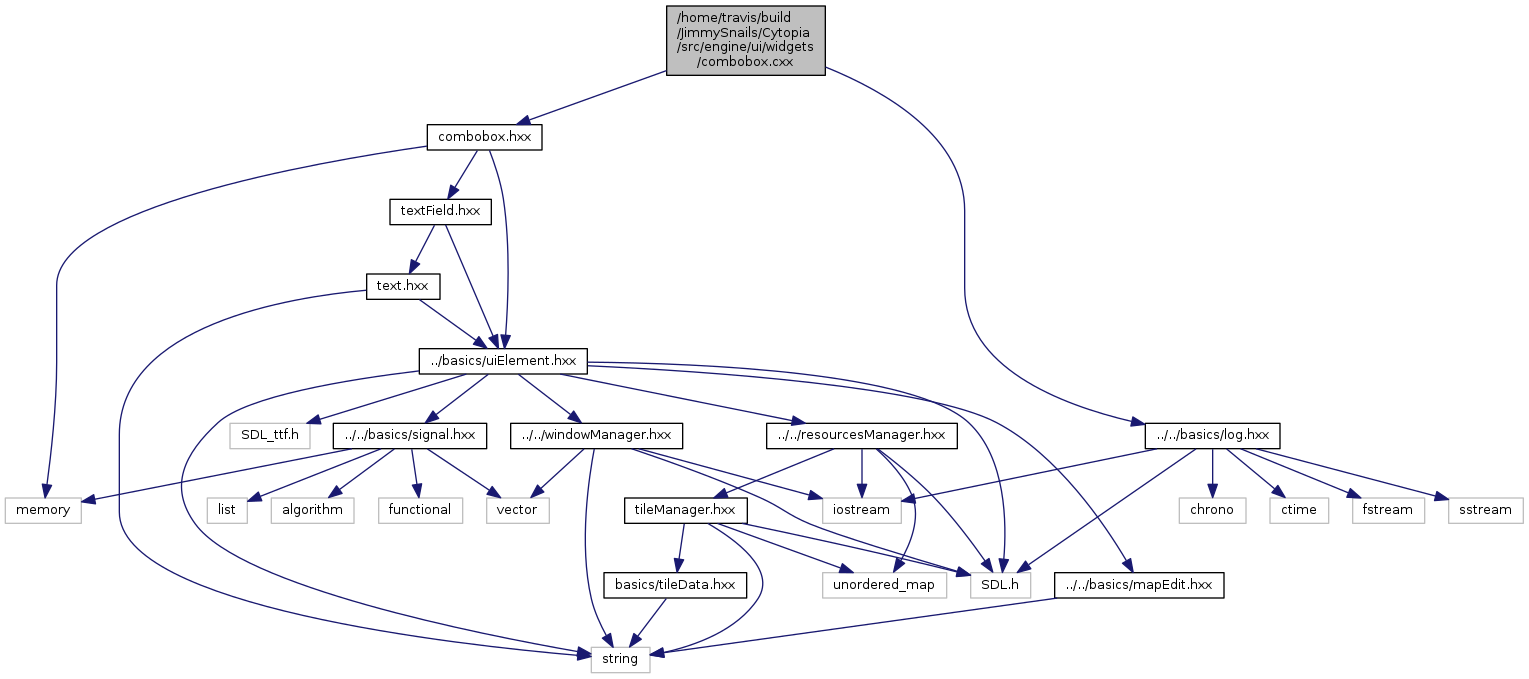 /home/travis/build
/JimmySnails/Cytopia
/src/engine/ui/widgets
/combobox.cxx
combobox.hxx
textField.hxx
text.hxx
../basics/uiElement.hxx
SDL_ttf.h
../../basics/signal.hxx
../../windowManager.hxx
../../resourcesManager.hxx
../../basics/log.hxx
memory
list
algorithm
functional
vector
tileManager.hxx
iostream
chrono
ctime
fstream
sstream
basics/tileData.hxx
unordered_map
SDL.h
../../basics/mapEdit.hxx
string